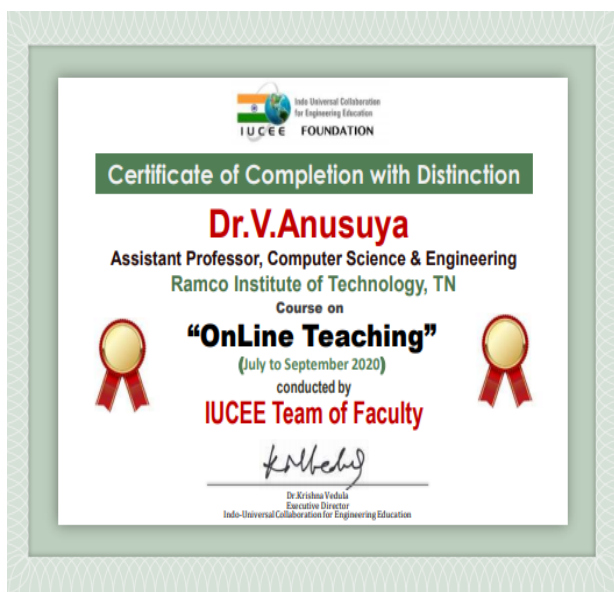 Indo Universal Collaboration
for Engineering Education
IUCEE FOUNDATION
Certificate of Completion with Distinction
Dr.V.Anusuya
Assistant Professor, Computer Science & Engineering
Ramco Institute of Technology, TN
Course on
“OnLine Teaching”
(July to September 2020)
conducted by
IUCEE Team of Faculty
Dr.Krishna Vedula
Executive Director
Indo-Universal Collaboration for Engineering Education